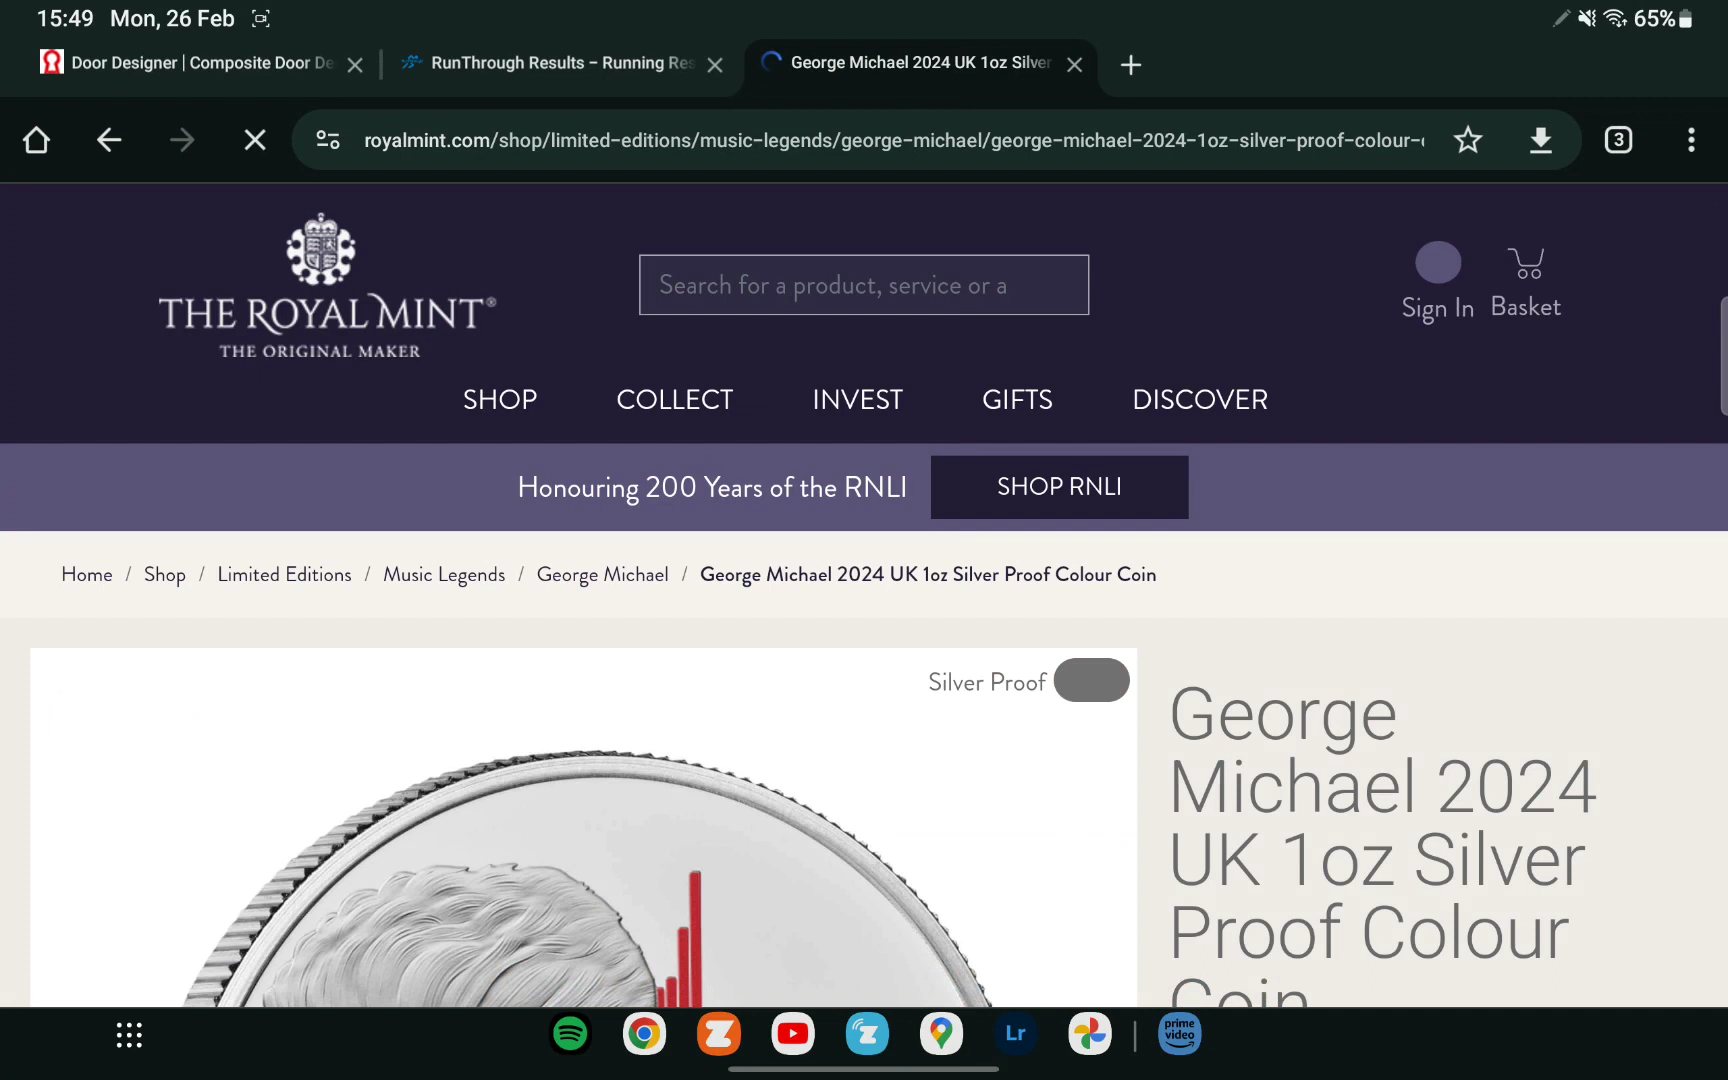 15:49 Mon, 26 Feb 65%
Door Designer | Composite Door De
RunThrough Results – Running Res
George Michael 2024 UK 1oz Silver
royalmint.com/shop/limited-editions/music-legends/george-michael/george-michael-2024-1oz-silver-proof-colour-c
3
THE ROYAL MINT®
THE ORIGINAL MAKER
Search for a product, service or a
Sign In
Basket
SHOP COLLECT INVEST GIFTS DISCOVER
Honouring 200 Years of the RNLI
SHOP RNLI
Home / Shop / Limited Editions / Music Legends / George Michael / George Michael 2024 UK 1oz Silver Proof Colour Coin
Silver Proof
George
Michael 2024
UK 1oz Silver
Proof Colour
Coin
Lr
prime
video